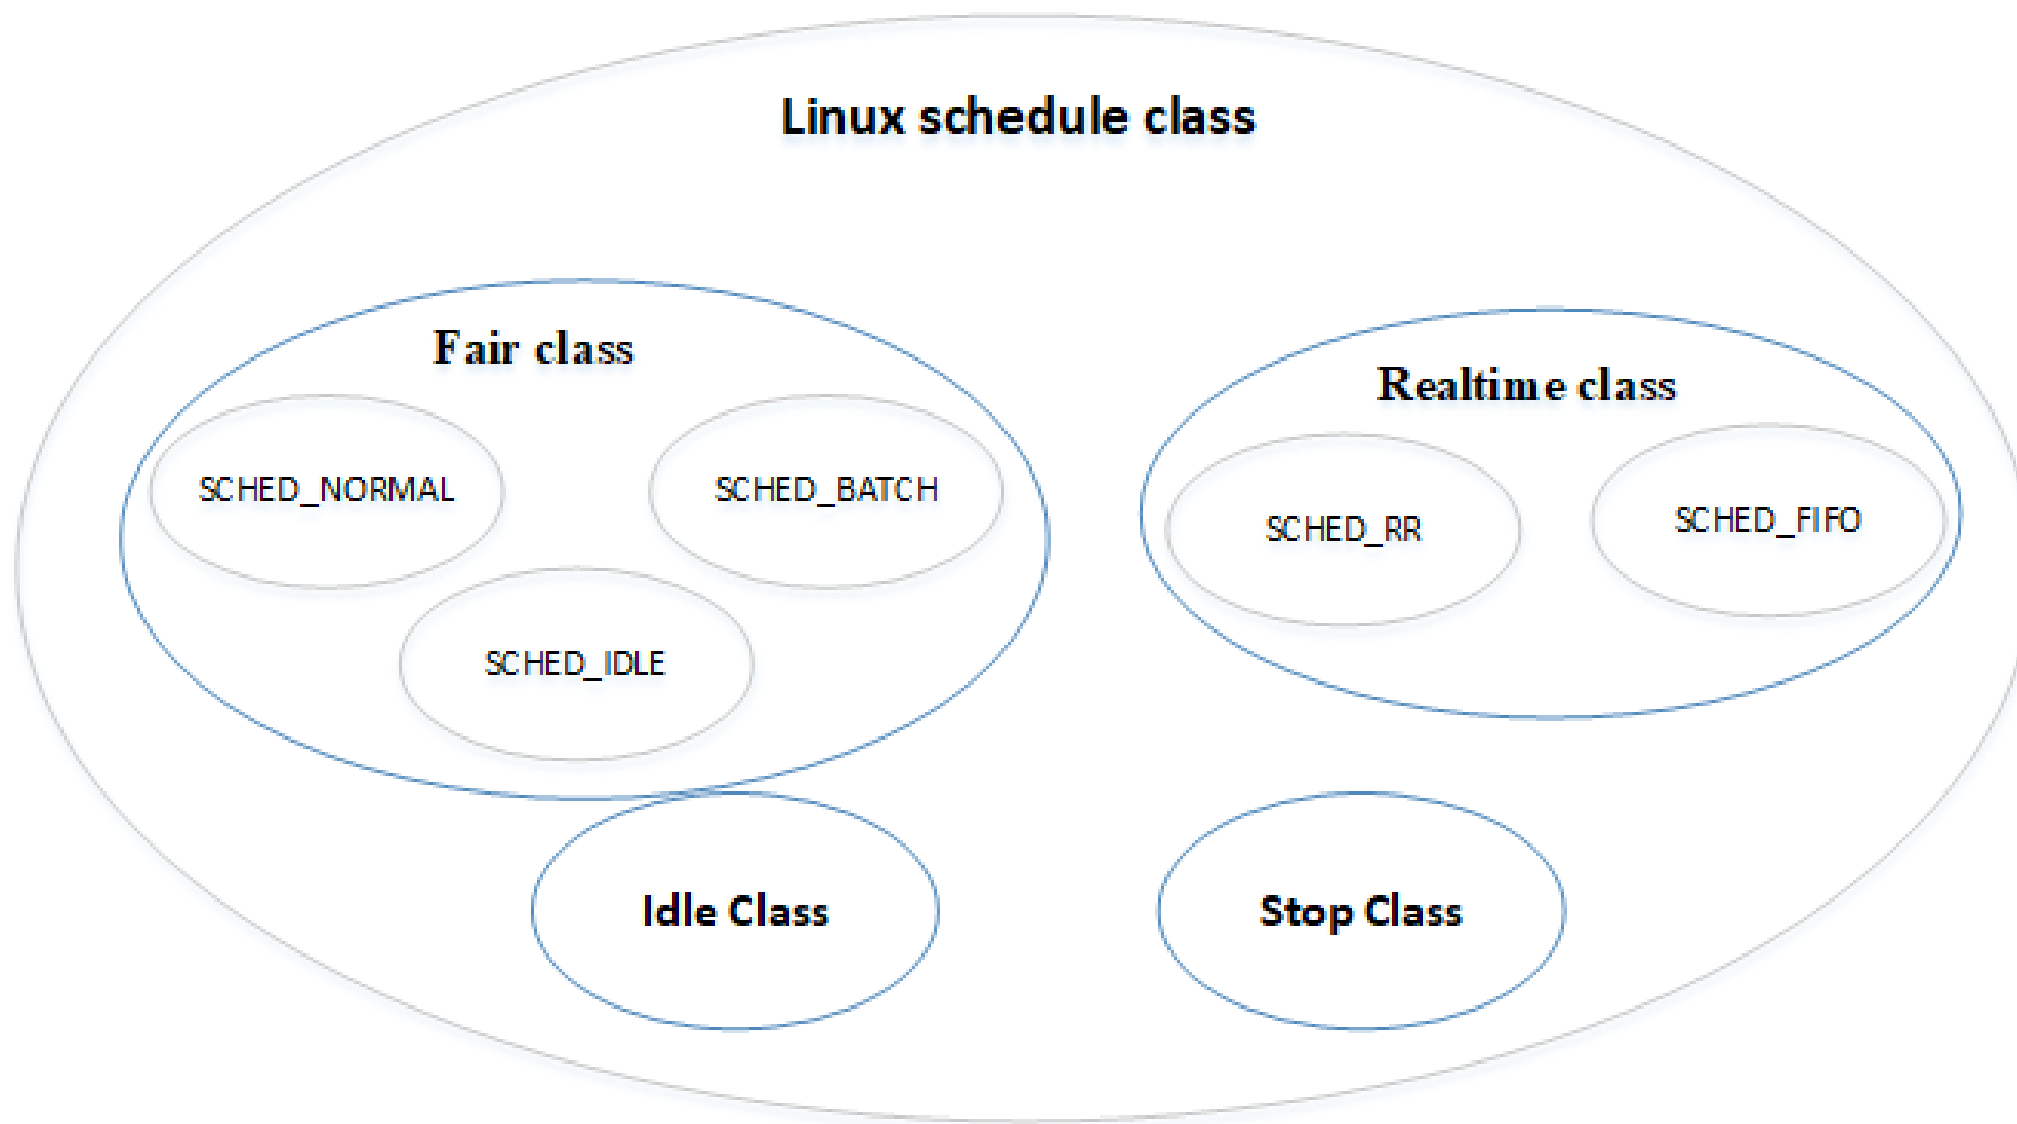 Linux schedule class
Fair class
SCHED_NORMAL
SCHED_BATCH
SCHED_IDLE
Realtime class
SCHED_RR
SCHED_FIFO
Idle Class
Stop Class